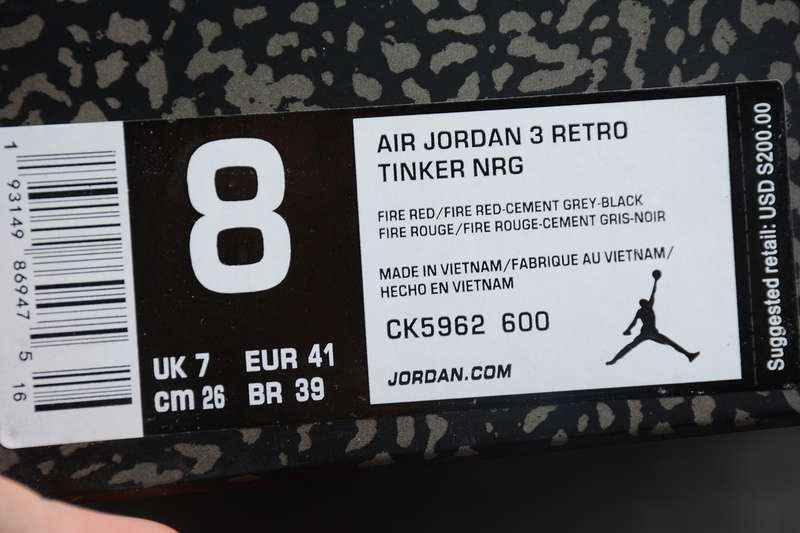 1 93149 86947 5 16
8
UK 7 EUR 41
cm 26 BR 39
AIR JORDAN 3 RETRO
TINKER NRG
FIRE RED/FIRE RED-CEMENT GREY-BLACK
FIRE ROUGE/FIRE ROUGE-CEMENT GRIS-NOIR
MADE IN VIETNAM/FABRIQUE AU VIETNAM/
HECHO EN VIETNAM
CK5962 600
JORDAN.COM
Suggested retail: USD S200.00